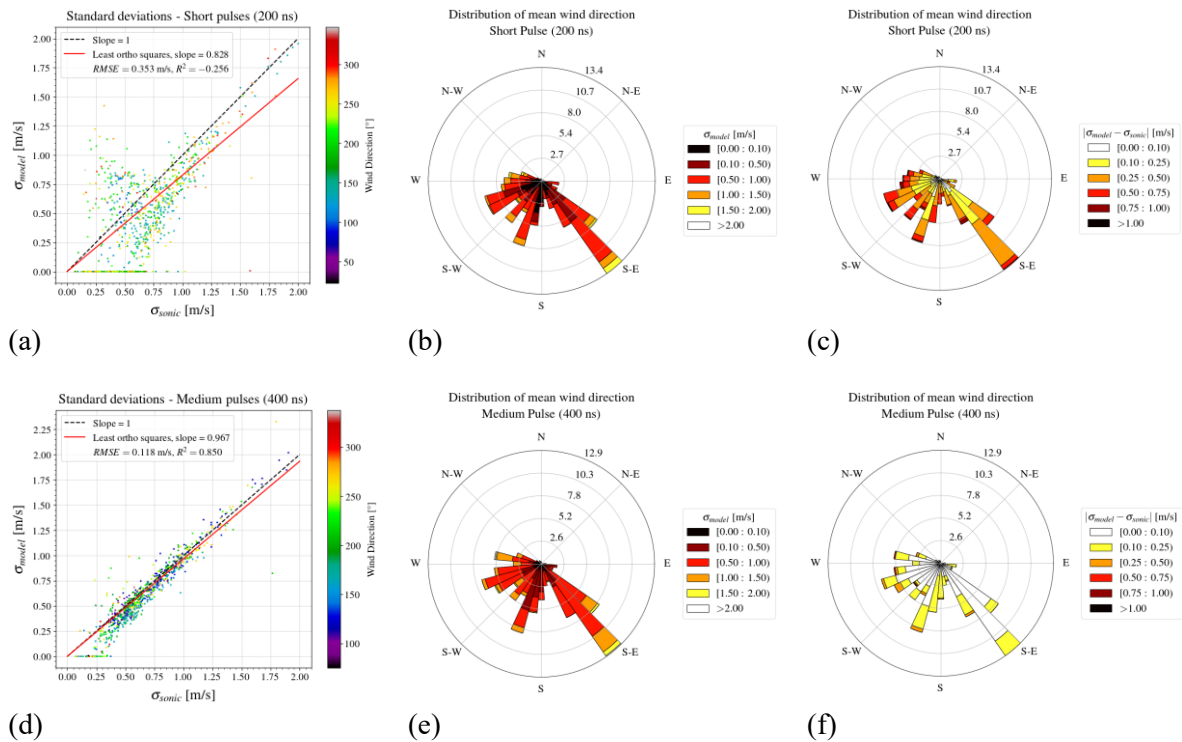 Standard deviations - Short pulses (200 ns)
2.00
1.75
1.50
1.25
1.00
0.75
0.50
0.25
0.00
σmodel [m/s]
Slope = 1
Least ortho squares, slope = 0.828
RMSE = 0.353 m/s, R² = −0.256
0.00 0.25 0.50 0.75 1.00 1.25 1.50 1.75 2.00
σsonic [m/s]
300
250
200
150
100
50
Wind Direction [°]
(a)
Distribution of mean wind direction
Short Pulse (200 ns)
N
N-E
E
S-E
S
S-W
W
N-W
13.4
10.7
8.0
5.4
2.7
σmodel [m/s]
[0.00 : 0.10)
[0.10 : 0.50)
[0.50 : 1.00)
[1.00 : 1.50)
[1.50 : 2.00)
>2.00
(b)
Distribution of mean wind direction
Short Pulse (200 ns)
N
N-E
E
S-E
S
S-W
W
N-W
13.4
10.7
8.0
5.4
2.7
|σmodel − σsonic| [m/s]
[0.00 : 0.10)
[0.10 : 0.25)
[0.25 : 0.50)
[0.50 : 0.75)
[0.75 : 1.00)
>1.00
(c)
Standard deviations - Medium pulses (400 ns)
2.25
2.00
1.75
1.50
1.25
1.00
0.75
0.50
0.25
0.00
σmodel [m/s]
Slope = 1
Least ortho squares, slope = 0.967
RMSE = 0.118 m/s, R² = 0.850
0.00 0.25 0.50 0.75 1.00 1.25 1.50 1.75 2.00
σsonic [m/s]
300
250
200
150
100
Wind Direction [°]
(d)
Distribution of mean wind direction
Medium Pulse (400 ns)
N
N-E
E
S-E
S
S-W
W
N-W
12.9
10.3
7.8
5.2
2.6
σmodel [m/s]
[0.00 : 0.10)
[0.10 : 0.50)
[0.50 : 1.00)
[1.00 : 1.50)
[1.50 : 2.00)
>2.00
(e)
Distribution of mean wind direction
Medium Pulse (400 ns)
N
N-E
E
S-E
S
S-W
W
N-W
12.9
10.3
7.8
5.2
2.6
|σmodel − σsonic| [m/s]
[0.00 : 0.10)
[0.10 : 0.25)
[0.25 : 0.50)
[0.50 : 0.75)
[0.75 : 1.00)
>1.00
(f)